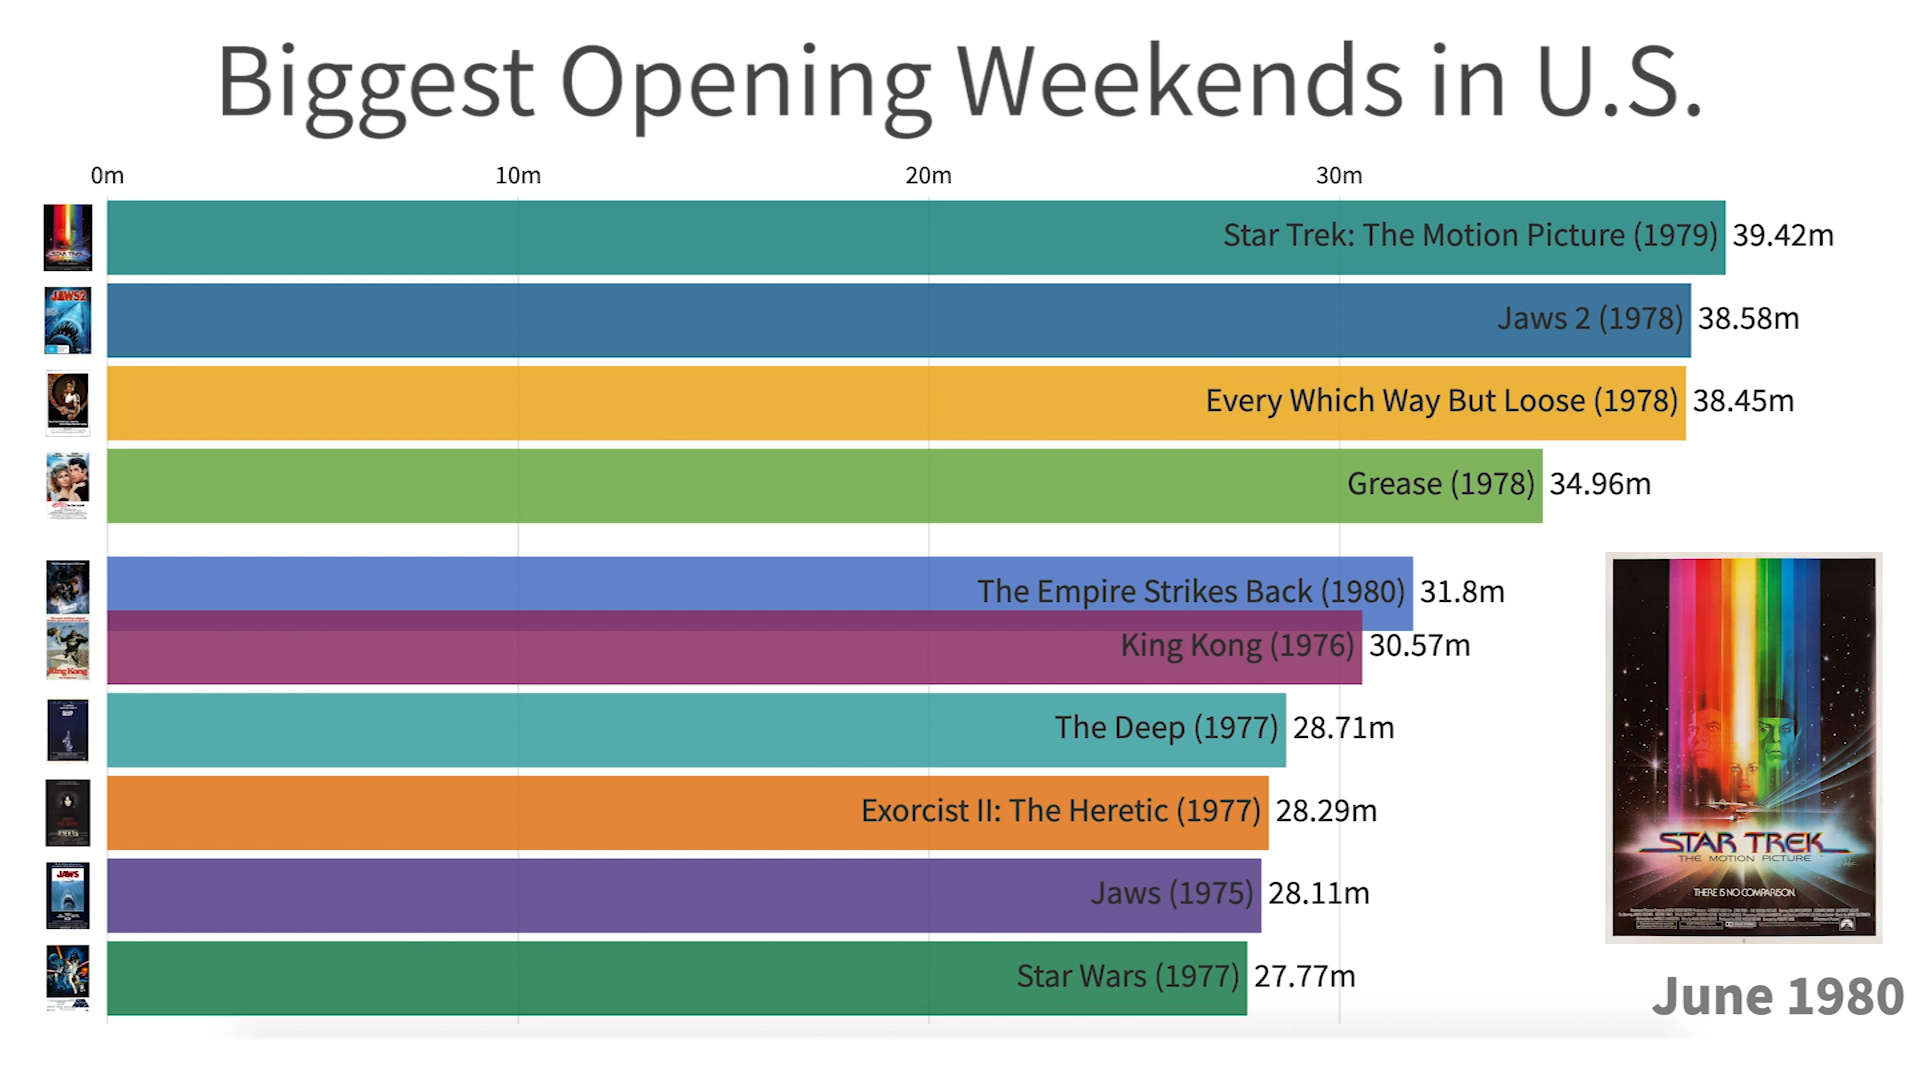 Biggest Opening Weekends in U.S.
0m 10m 20m 30m
Star Trek: The Motion Picture (1979) 39.42m
Jaws 2 (1978) 38.58m
Every Which Way But Loose (1978) 38.45m
Grease (1978) 34.96m
The Empire Strikes Back (1980) 31.8m
King Kong (1976) 30.57m
The Deep (1977) 28.71m
Exorcist II: The Heretic (1977) 28.29m
Jaws (1975) 28.11m
Star Wars (1977) 27.77m
JAWS2
King Kong
JAWS
STAR TREK
THE MOTION PICTURE
THERE IS NO COMPARISON.
June 1980